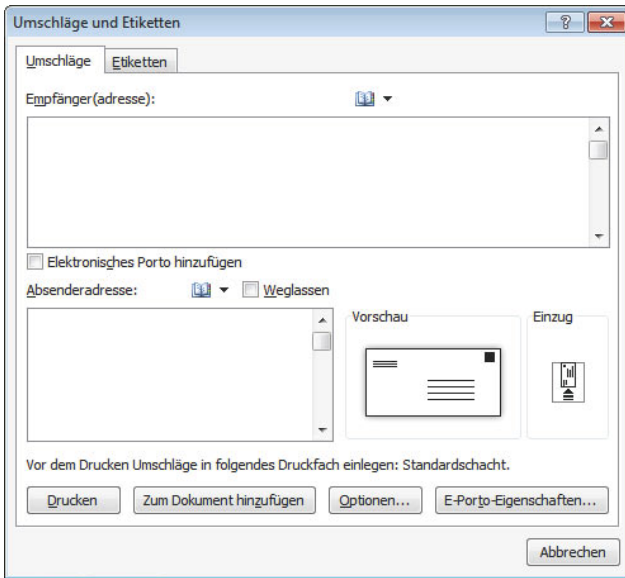 Umschläge und Etiketten
Umschläge Etiketten
Empfänger(adresse):
Elektronisches Porto hinzufügen
Absenderadresse: Weglassen
Vorschau Einzug
Vor dem Drucken Umschläge in folgendes Druckfach einlegen: Standardschacht.
Drucken Zum Dokument hinzufügen Optionen... E-Porto-Eigenschaften...
Abbrechen